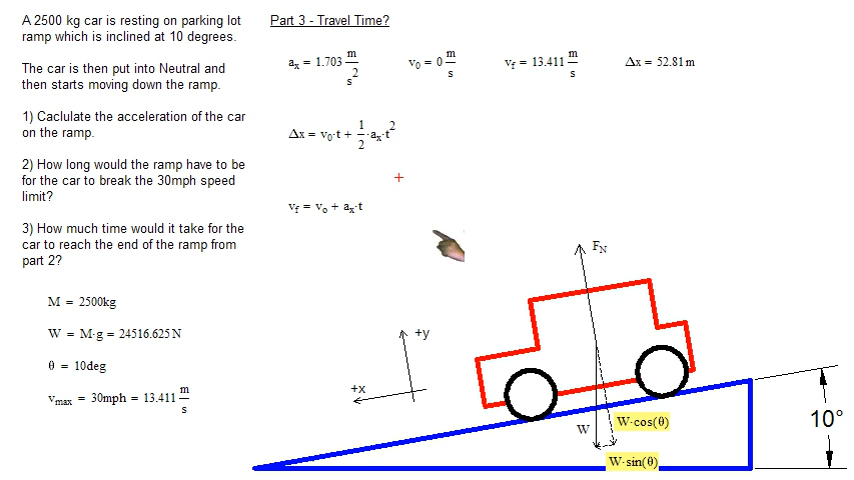 A 2500 kg car is resting on parking lot
ramp which is inclined at 10 degrees.
The car is then put into Neutral and
then starts moving down the ramp.
1) Caclulate the acceleration of the car
on the ramp.
2) How long would the ramp have to be
for the car to break the 30mph speed
limit?
3) How much time would it take for the
car to reach the end of the ramp from
part 2?
M = 2500kg
W = M·g = 24516.625 N
θ = 10deg
vmax = 30mph = 13.411 m/s
Part 3 - Travel Time?
ax = 1.703 m/s² vo = 0 m/s vf = 13.411 m/s Δx = 52.81 m
Δx = vo·t + 1/2·ax·t²
+
vf = vo + ax·t
FN
+y
+x
W
W·cos(θ)
W·sin(θ)
10°